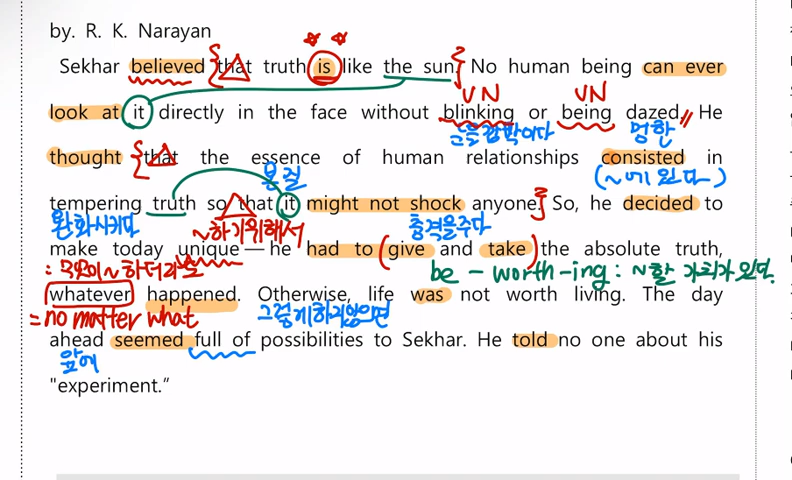 by. R. K. Narayan
Sekhar believed that truth is like the sun. No human being can ever
VN VN
look at it directly in the face without blinking or being dazed. He
눈을 깜박이다 멍한
thought that the essence of human relationships consisted in
본질 (~에 있다)
tempering truth so that it might not shock anyone. So, he decided to
완화시키다 ~하기위해서 충격을주다
make today unique — he had to (give and take) the absolute truth,
: 무엇이~하더라도 be - worth -ing : ~할 가치가 있다.
whatever happened. Otherwise, life was not worth living. The day
= no matter what 그렇게하지않으면
ahead seemed full of possibilities to Sekhar. He told no one about his
앞에
"experiment."